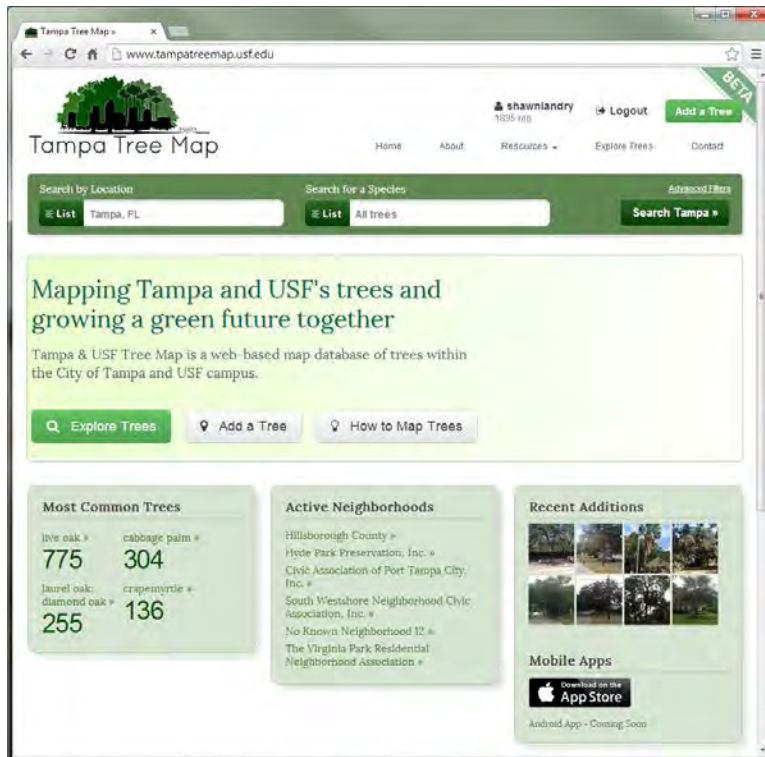 Tampa Tree Map »
www.tampatreemap.usf.edu
BETA
shawnlandry
1835 rep
Logout
Add a Tree
Tampa Tree Map
Home About Resources Explore Trees Contact
Search by Location
Search for a Species
Advanced Filters
List Tampa, FL
List All trees
Search Tampa »
Mapping Tampa and USF's trees and
growing a green future together
Tampa & USF Tree Map is a web-based map database of trees within
the City of Tampa and USF campus.
Explore Trees Add a Tree How to Map Trees
Most Common Trees
live oak » cabbage palm »
775 304
laurel oak:
diamond oak » crapemyrtle »
255 136
Active Neighborhoods
Hillsborough County »
Hyde Park Preservation, Inc. »
Civic Association of Port Tampa City,
Inc. »
South Westshore Neighborhood Civic
Association, Inc. »
No Known Neighborhood 12 »
The Virginia Park Residential
Neighborhood Association »
Recent Additions
Mobile Apps
Download on the
App Store
Android App - Coming Soon